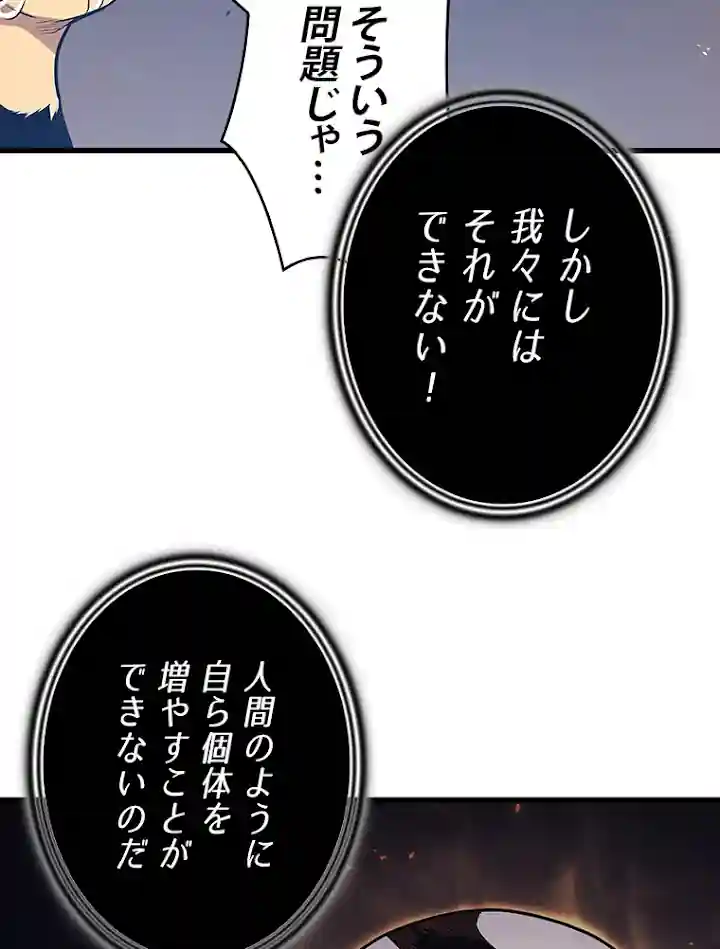 そういう
問題じゃ…
しかし
我々には
それが
できない！
人間のように
自ら個体を
増やすことが
できないのだ